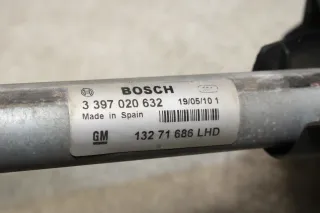 BOSCH
3 397 020 632 19/05/10 1
Made in Spain
GM 132 71 686 LHD